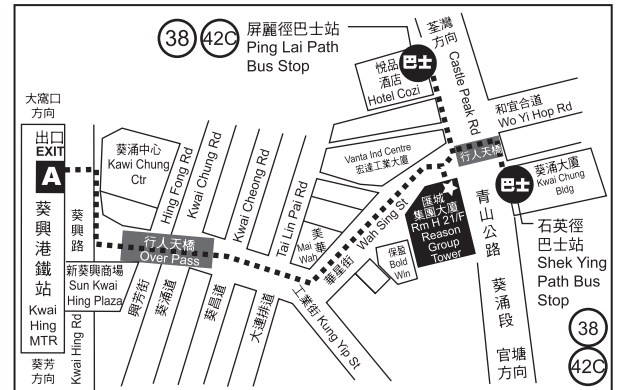 38
42C
屏麗徑巴士站
Ping Lai Path
Bus Stop
荃灣
方向
Castle Peak Rd
巴士
悅品
酒店
Hotel Cozi
和宜合道
Wo Yi Hop Rd
行人天橋
大窩口
方向
出口
EXIT
A
葵興港鐵站
Kwai
Hing
MTR
葵芳
方向
葵興路
Kwai Hing Rd
葵涌中心
Kawi Chung
Ctr
新葵興商場
Sun Kwai
Hing Plaza
Hing Fong Rd
Kwai Chung Rd
Kwai Cheong Rd
Tai Lin Pai Rd
行人天橋
Over Pass
興芳街
葵涌道
葵昌道
大連排道
Vanta Ind Centre
宏達工業大廈
美華
Mai
Wah
Wah Sing St
華星街
工業街 Kung Yip St
保盈
Bold
Win
匯城
集團大廈
Rm H 21/F
Reason
Group
Tower
巴士
葵涌大廈
Kwai Chung
Bldg
石英徑
巴士站
Shek Ying
Path Bus
Stop
青山公路
葵涌段
官塘
方向
38
42C